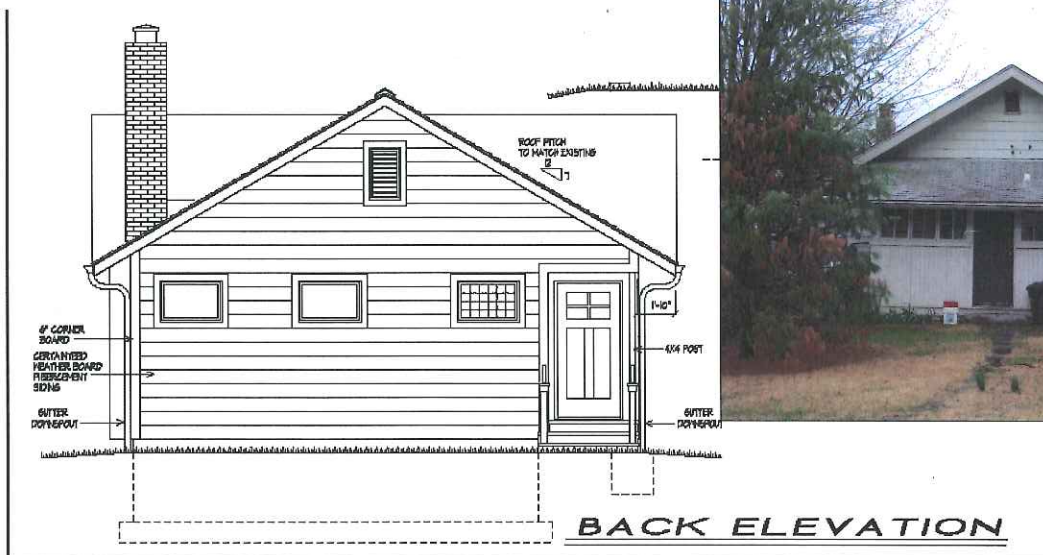 ROOF PITCH
TO MATCH EXISTING
12
7
1'-10"
6" CORNER
BOARD
4X4 POST
CERTAINTEED
WEATHER BOARD
FIBERCEMENT
SIDING
GUTTER
DOWNSPOUT
GUTTER
DOWNSPOUT
BACK ELEVATION